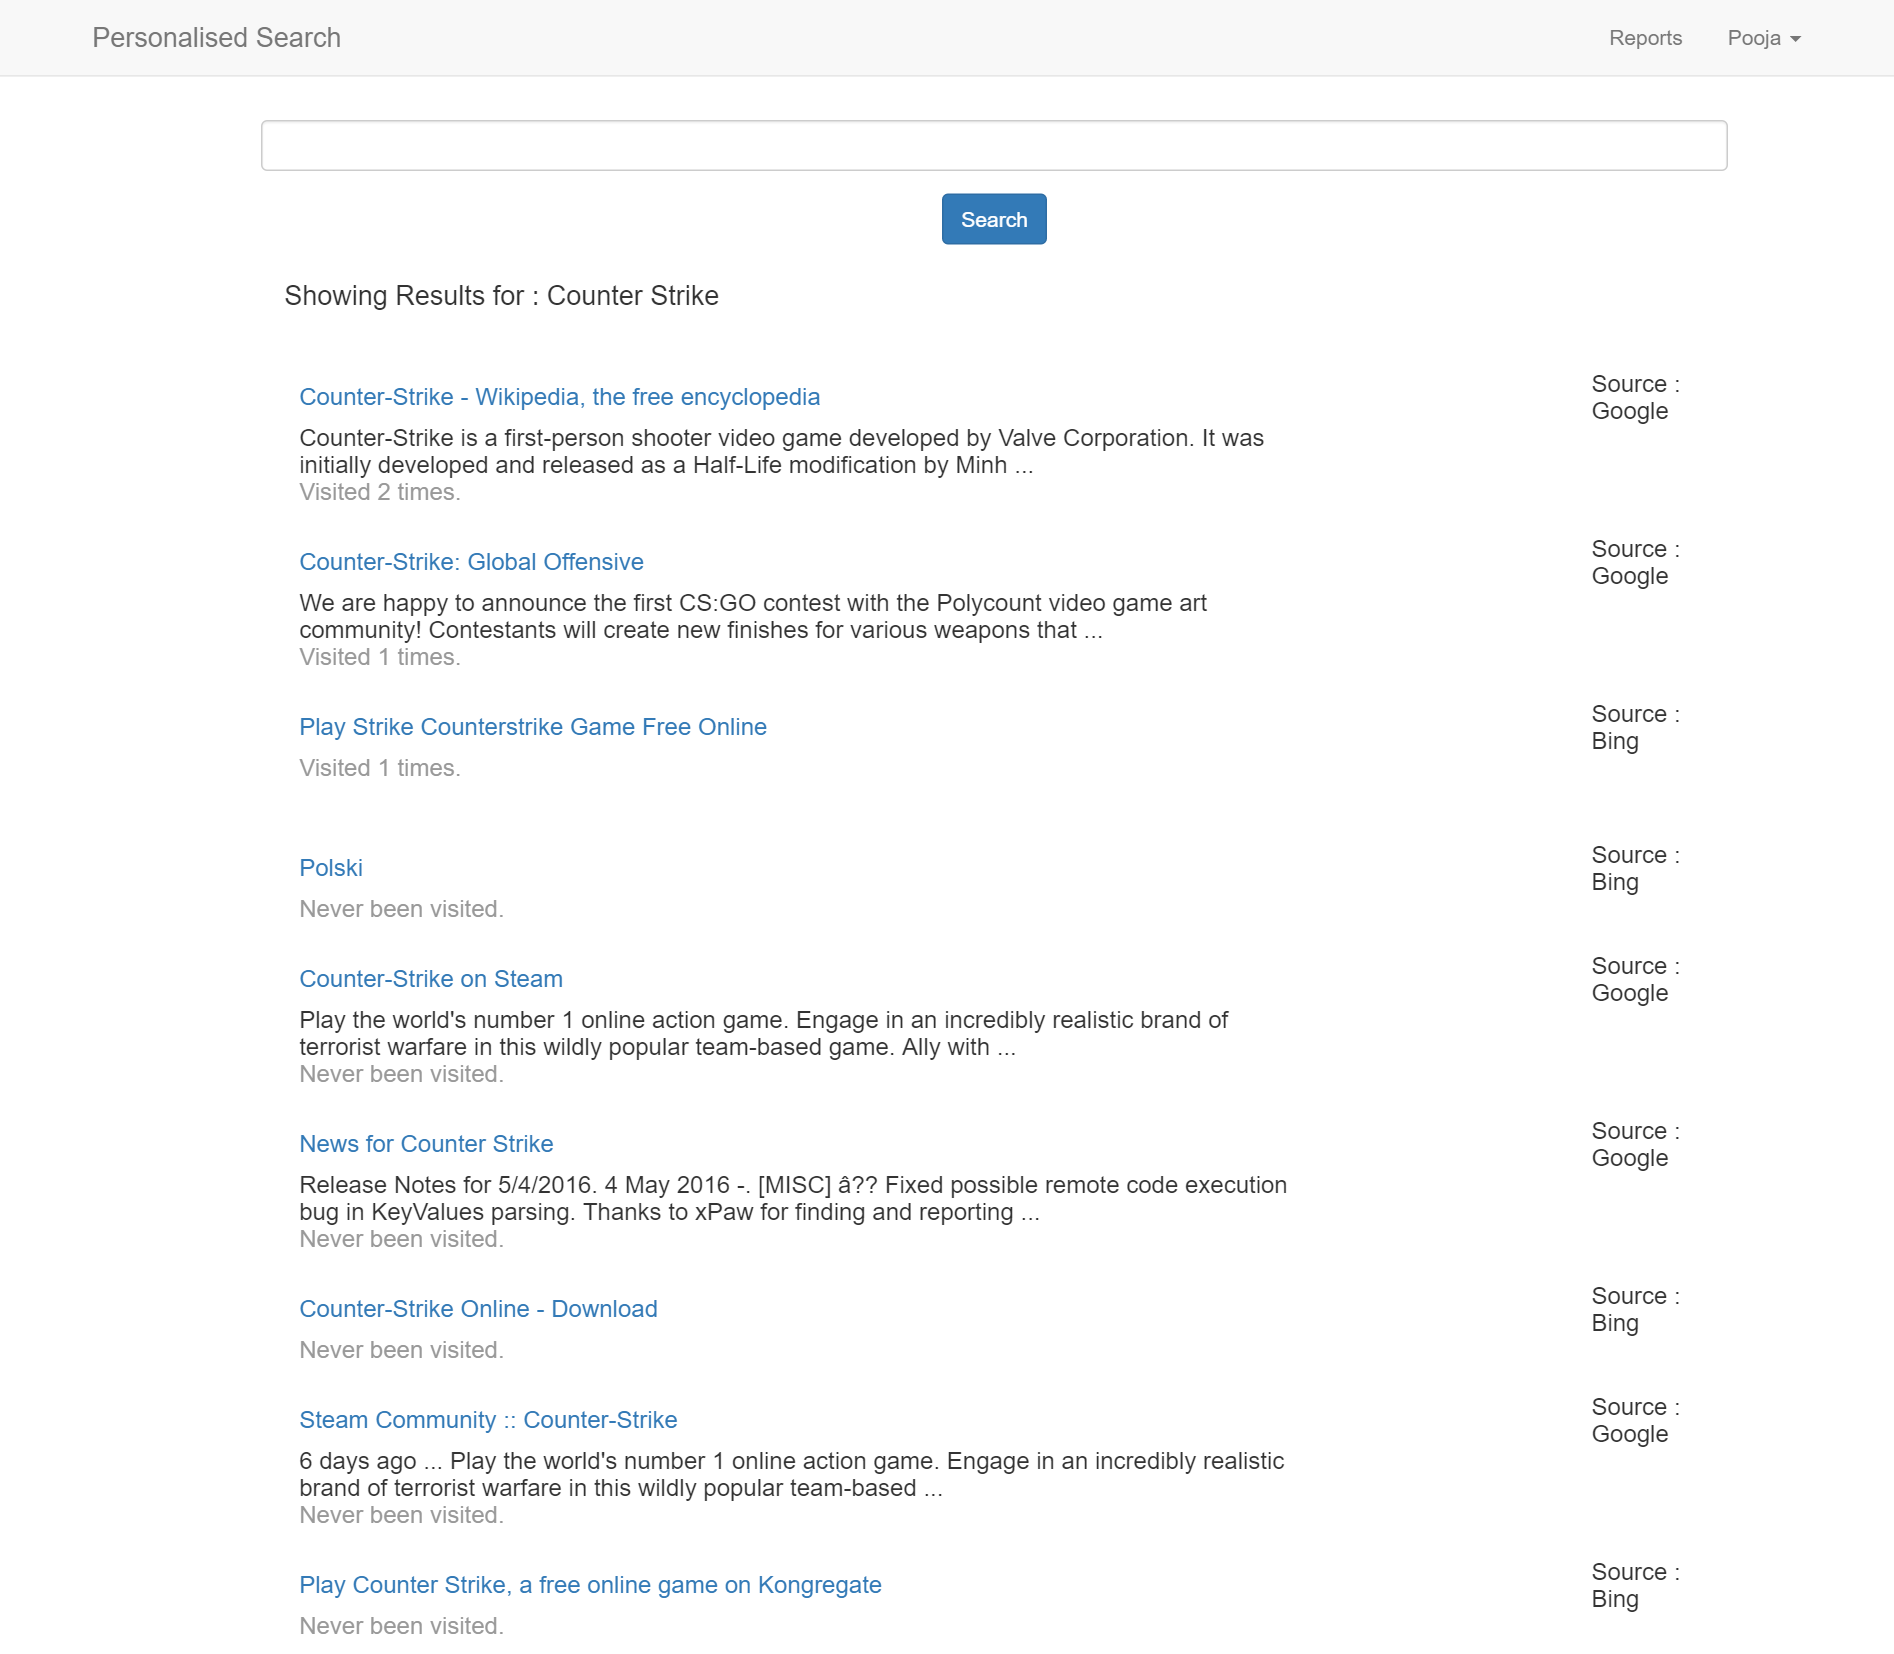 Personalised Search
Reports
Pooja
Search
Showing Results for : Counter Strike
Counter-Strike - Wikipedia, the free encyclopedia
Source :
Google
Counter-Strike is a first-person shooter video game developed by Valve Corporation. It was
initially developed and released as a Half-Life modification by Minh ...
Visited 2 times.
Counter-Strike: Global Offensive
Source :
Google
We are happy to announce the first CS:GO contest with the Polycount video game art
community! Contestants will create new finishes for various weapons that ...
Visited 1 times.
Play Strike Counterstrike Game Free Online
Source :
Bing
Visited 1 times.
Polski
Source :
Bing
Never been visited.
Counter-Strike on Steam
Source :
Google
Play the world's number 1 online action game. Engage in an incredibly realistic brand of
terrorist warfare in this wildly popular team-based game. Ally with ...
Never been visited.
News for Counter Strike
Source :
Google
Release Notes for 5/4/2016. 4 May 2016 -. [MISC] â?? Fixed possible remote code execution
bug in KeyValues parsing. Thanks to xPaw for finding and reporting ...
Never been visited.
Counter-Strike Online - Download
Source :
Bing
Never been visited.
Steam Community :: Counter-Strike
Source :
Google
6 days ago ... Play the world's number 1 online action game. Engage in an incredibly realistic
brand of terrorist warfare in this wildly popular team-based ...
Never been visited.
Play Counter Strike, a free online game on Kongregate
Source :
Bing
Never been visited.